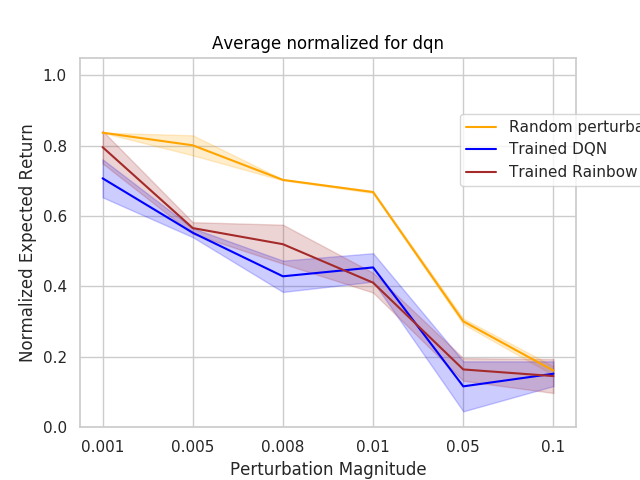 Average normalized for dqn
Normalized Expected Return
1.0
0.8
0.6
0.4
0.2
0.0
Random perturba
Trained DQN
Trained Rainbow
0.001 0.005 0.008 0.01 0.05 0.1
Perturbation Magnitude